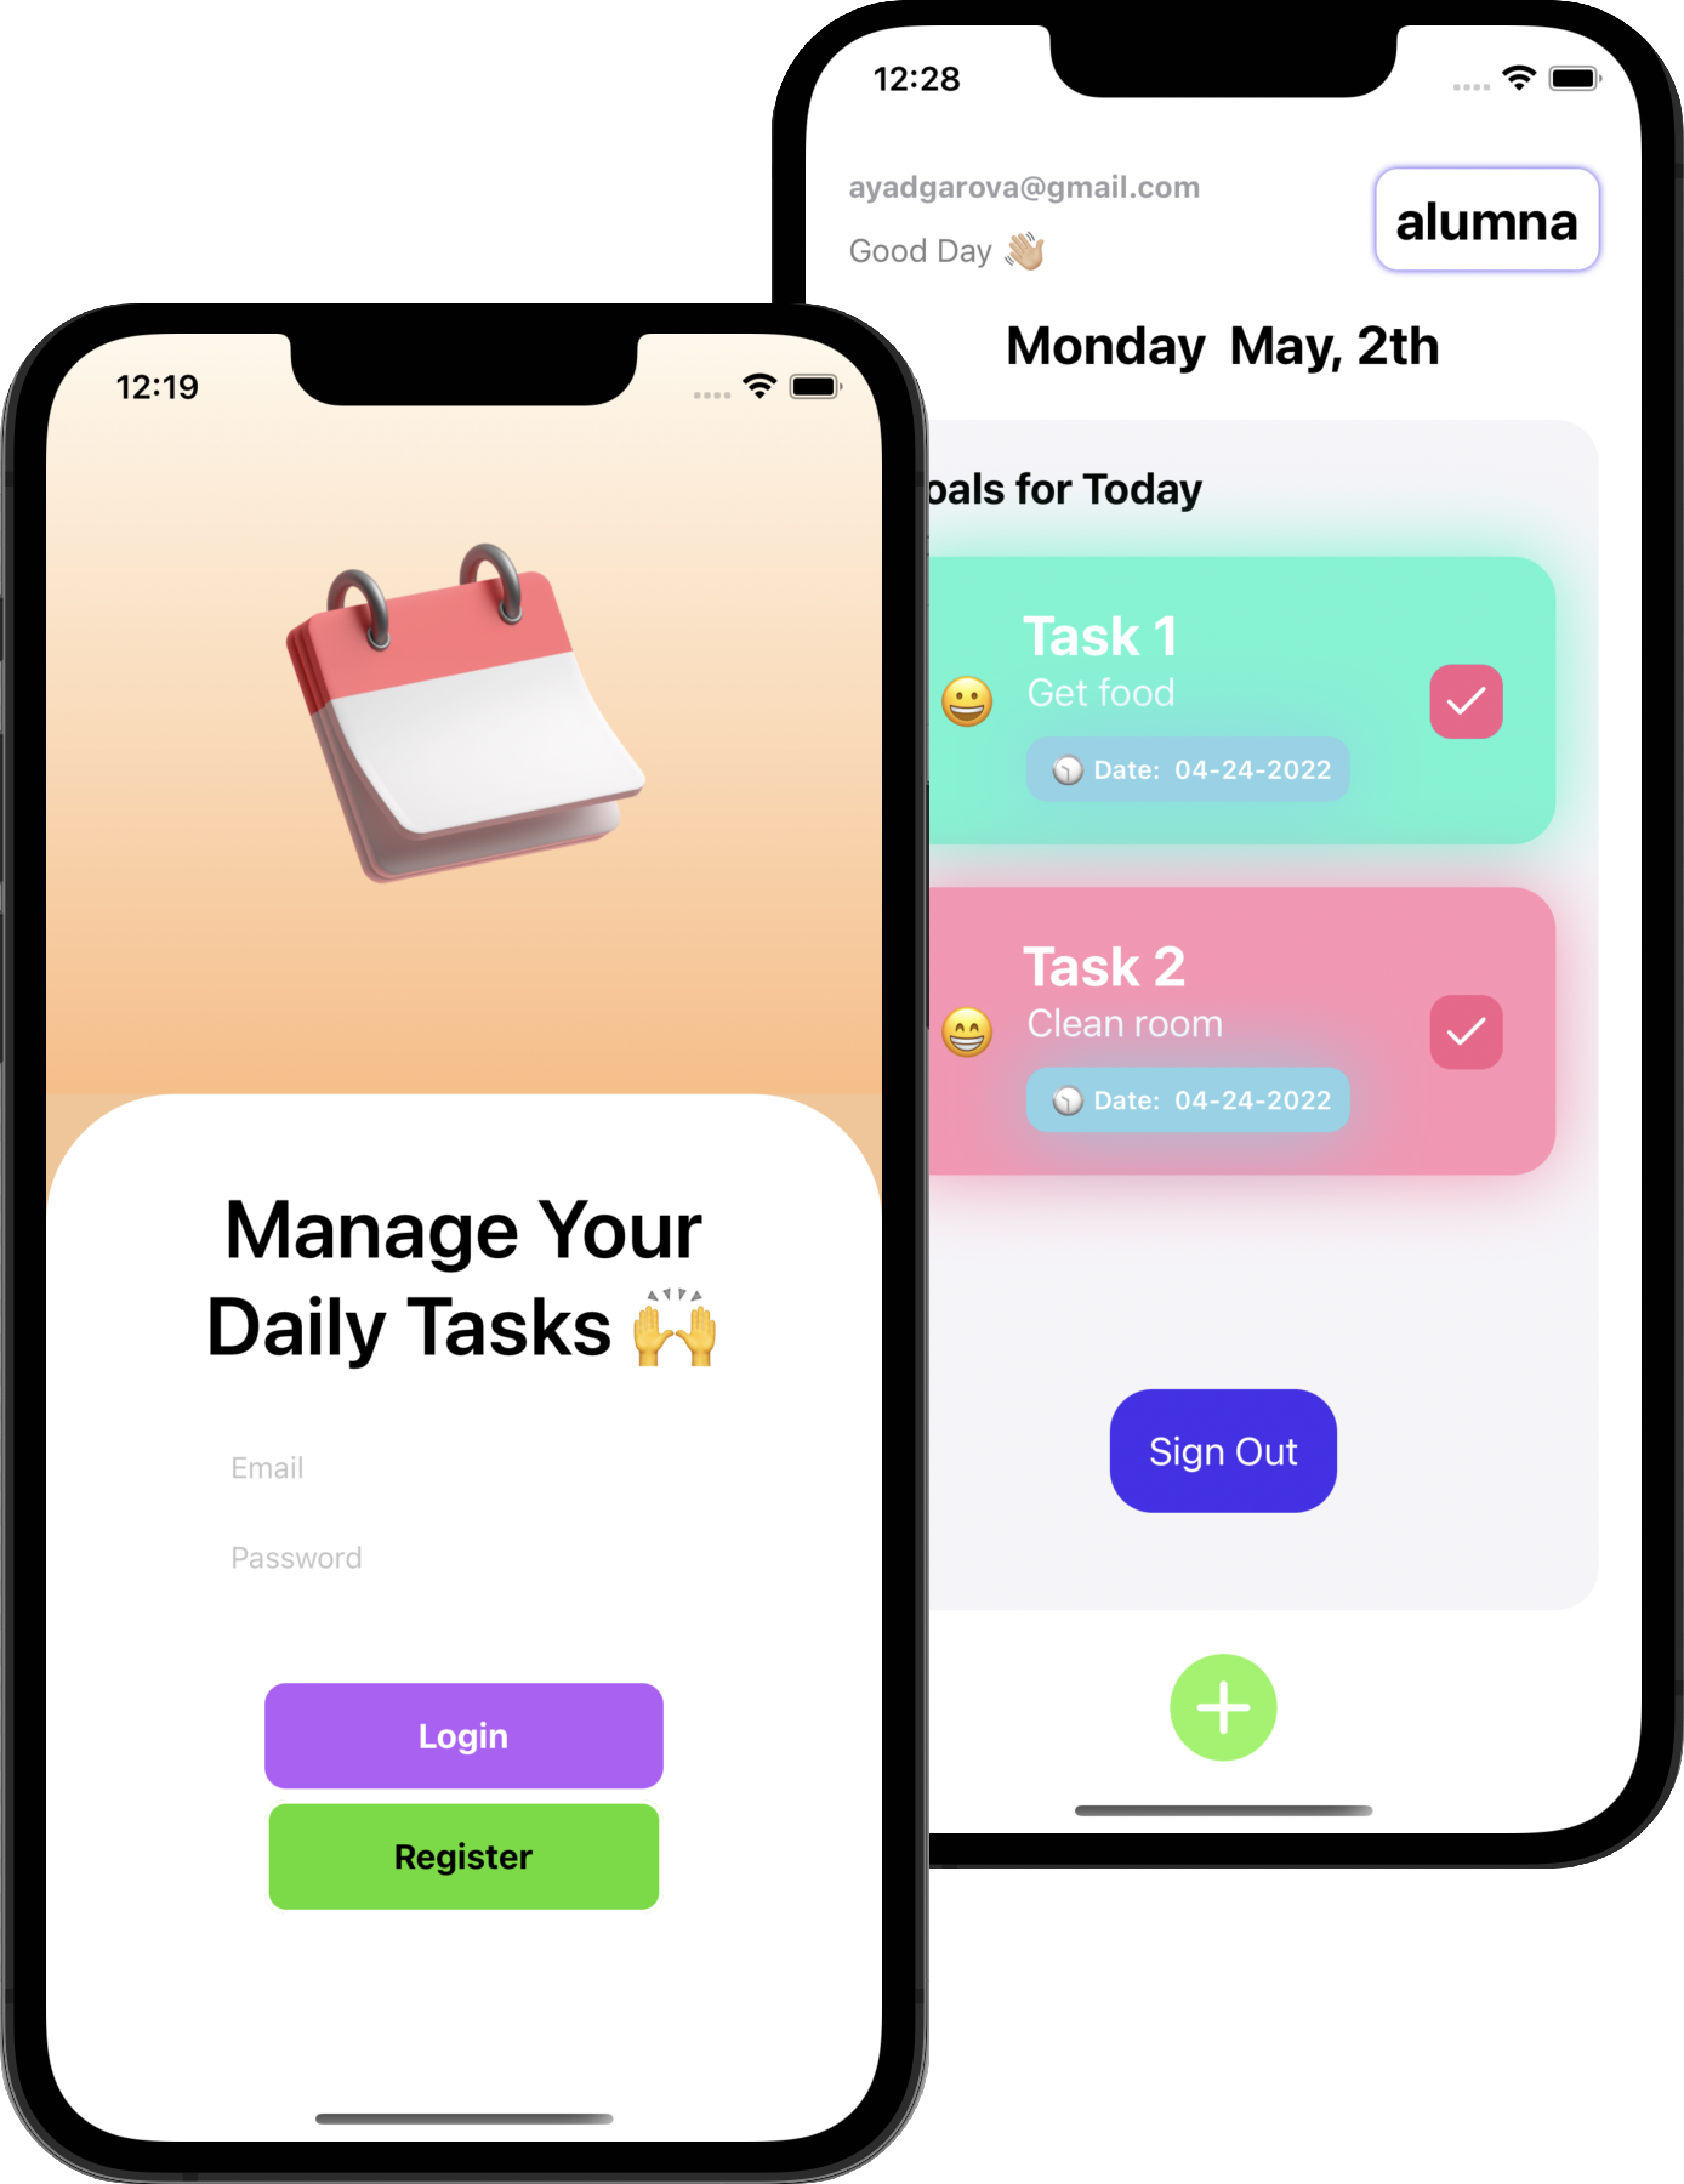 12:28
ayadgarova@gmail.com
Good Day 👋🏼
alumna
Monday May, 2th
oals for Today
Task 1
Get food
Date: 04-24-2022
Task 2
Clean room
Date: 04-24-2022
Sign Out
12:19
Manage Your
Daily Tasks 🙌
Email
Password
Login
Register